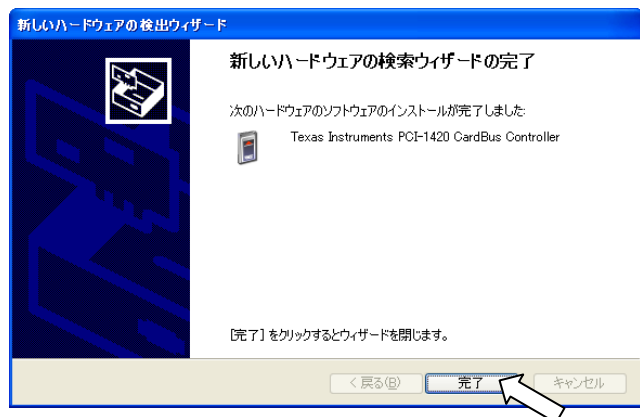 新しいハードウェアの検出ウィザード
新しいハードウェアの検索ウィザードの完了
次のハードウェアのソフトウェアのインストールが完了しました:
Texas Instruments PCI-1420 CardBus Controller
[完了] をクリックするとウィザードを閉じます。
< 戻る(B) 完了 キャンセル